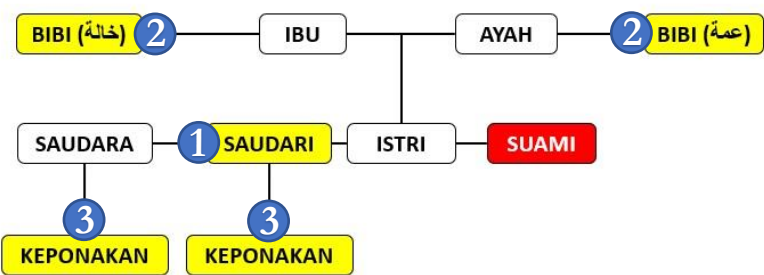 BIBI (خالة) 2 IBU AYAH 2 BIBI (عمة)
SAUDARA 1 SAUDARI ISTRI SUAMI
3 3
KEPONAKAN KEPONAKAN